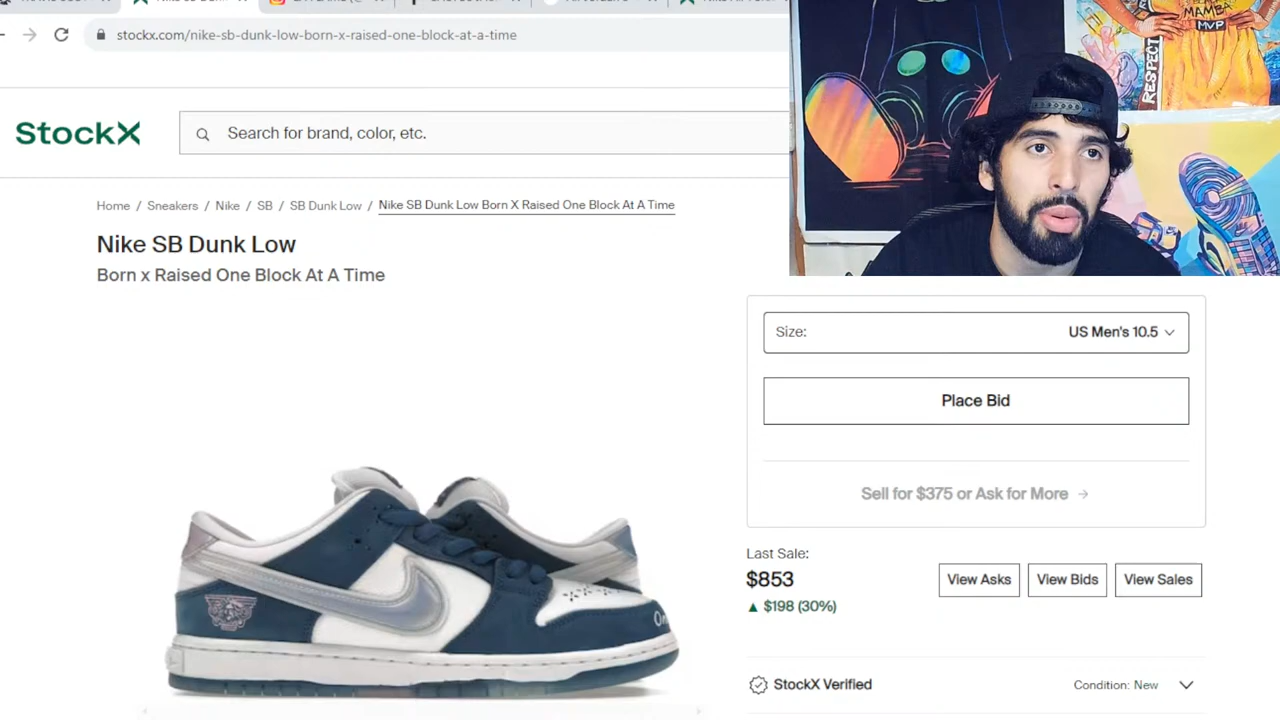 stockx.com/nike-sb-dunk-low-born-x-raised-one-block-at-a-time
RESPECT
MAMBA
MVP
StockX
Search for brand, color, etc.
Home / Sneakers / Nike / SB / SB Dunk Low / Nike SB Dunk Low Born X Raised One Block At A Time
Nike SB Dunk Low
Born x Raised One Block At A Time
Size:
US Men's 10.5
Place Bid
Sell for $375 or Ask for More
Last Sale:
$853
▲ $198 (30%)
View Asks
View Bids
View Sales
StockX Verified
Condition: New